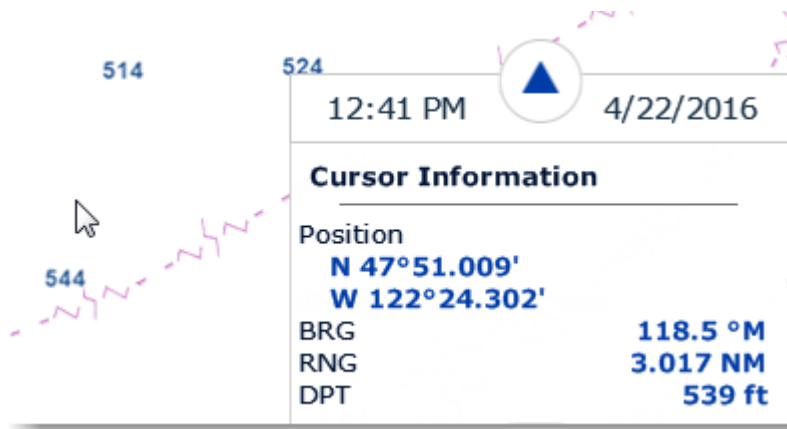 514
524
12:41 PM 4/22/2016
Cursor Information
544
Position
N 47°51.009'
W 122°24.302'
BRG 118.5 °M
RNG 3.017 NM
DPT 539 ft